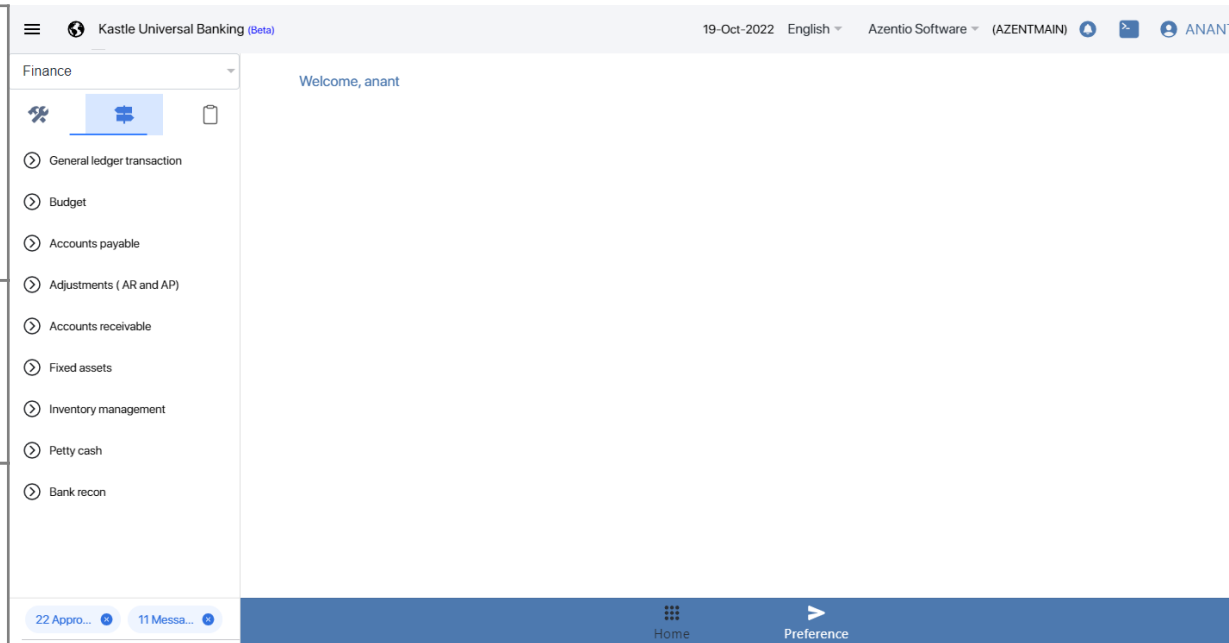 Kastle Universal Banking (Beta) 19-Oct-2022 English Azentio Software (AZENTMAIN) ANANT
Finance
Welcome, anant
General ledger transaction
Budget
Accounts payable
Adjustments ( AR and AP)
Accounts receivable
Fixed assets
Inventory management
Petty cash
Bank recon
22 Appro... 11 Messa...
Home Preference